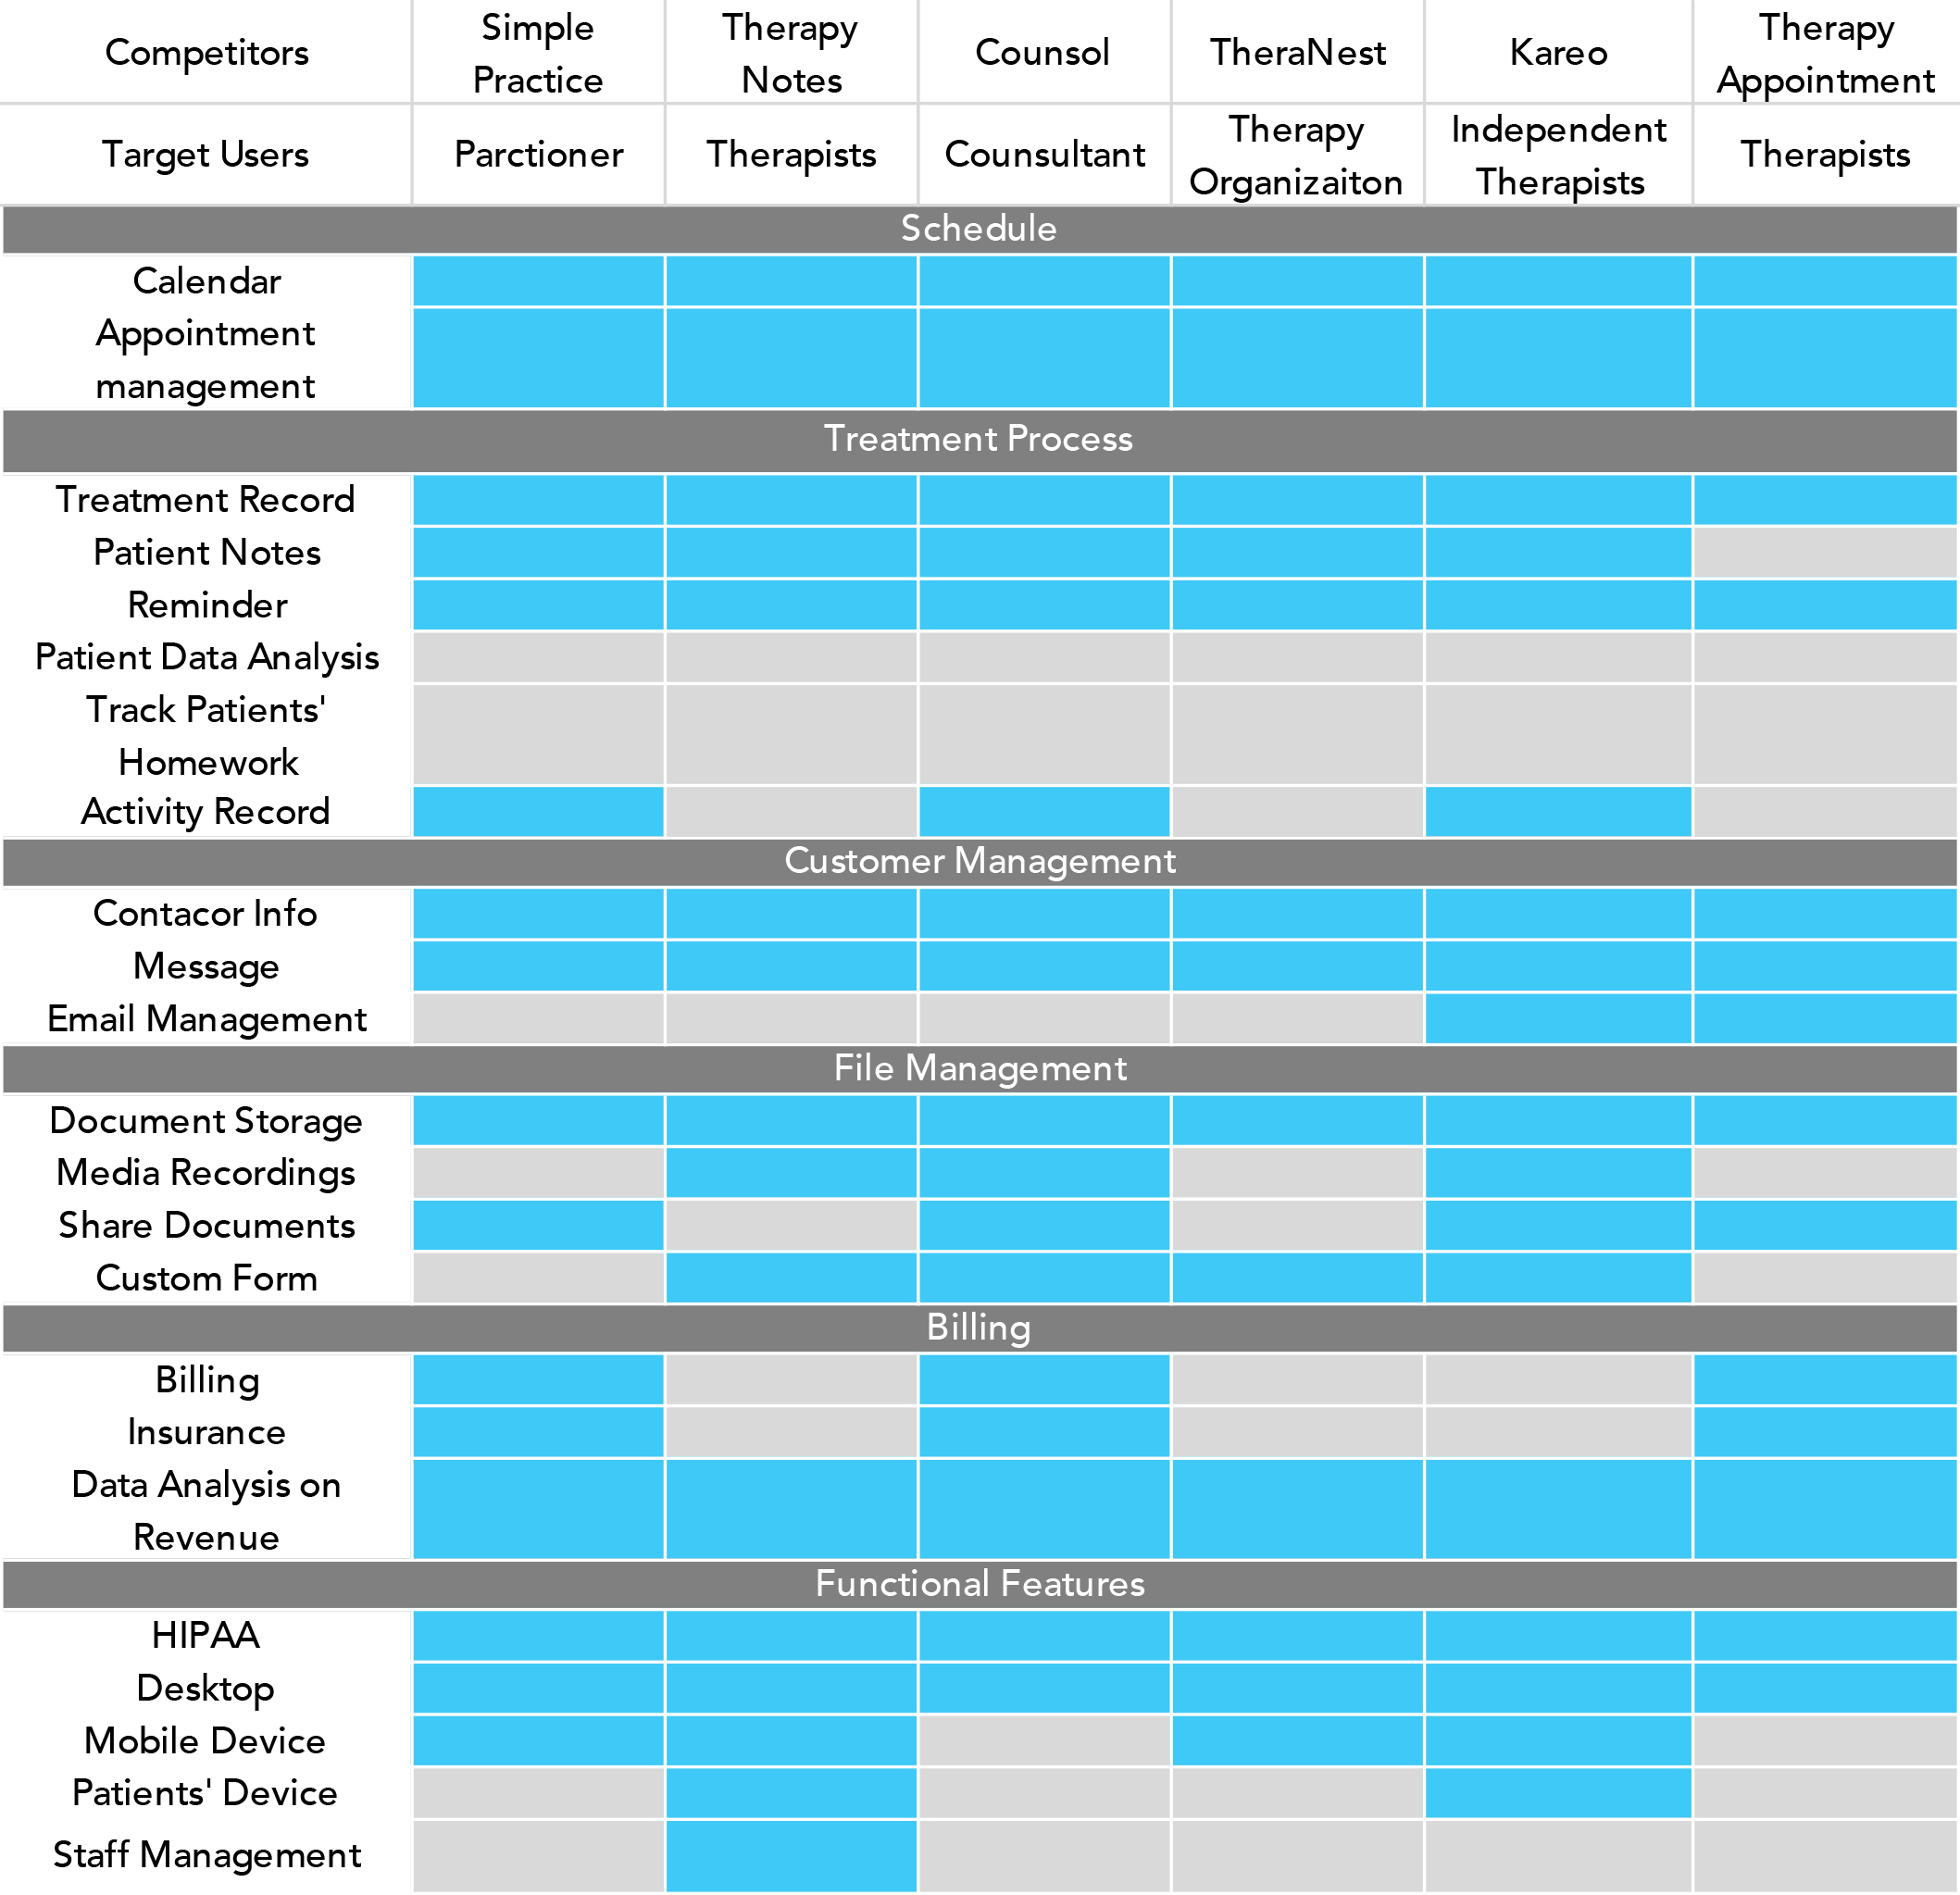 Competitors
Simple
Practice
Therapy
Notes
Counsol
TheraNest
Kareo
Therapy
Appointment
Target Users
Parctioner
Therapists
Counsultant
Therapy
Organizaiton
Independent
Therapists
Therapists
Schedule
Calendar
Appointment
management
Treatment Process
Treatment Record
Patient Notes
Reminder
Patient Data Analysis
Track Patients'
Homework
Activity Record
Customer Management
Contacor Info
Message
Email Management
File Management
Document Storage
Media Recordings
Share Documents
Custom Form
Billing
Billing
Insurance
Data Analysis on
Revenue
Functional Features
HIPAA
Desktop
Mobile Device
Patients' Device
Staff Management